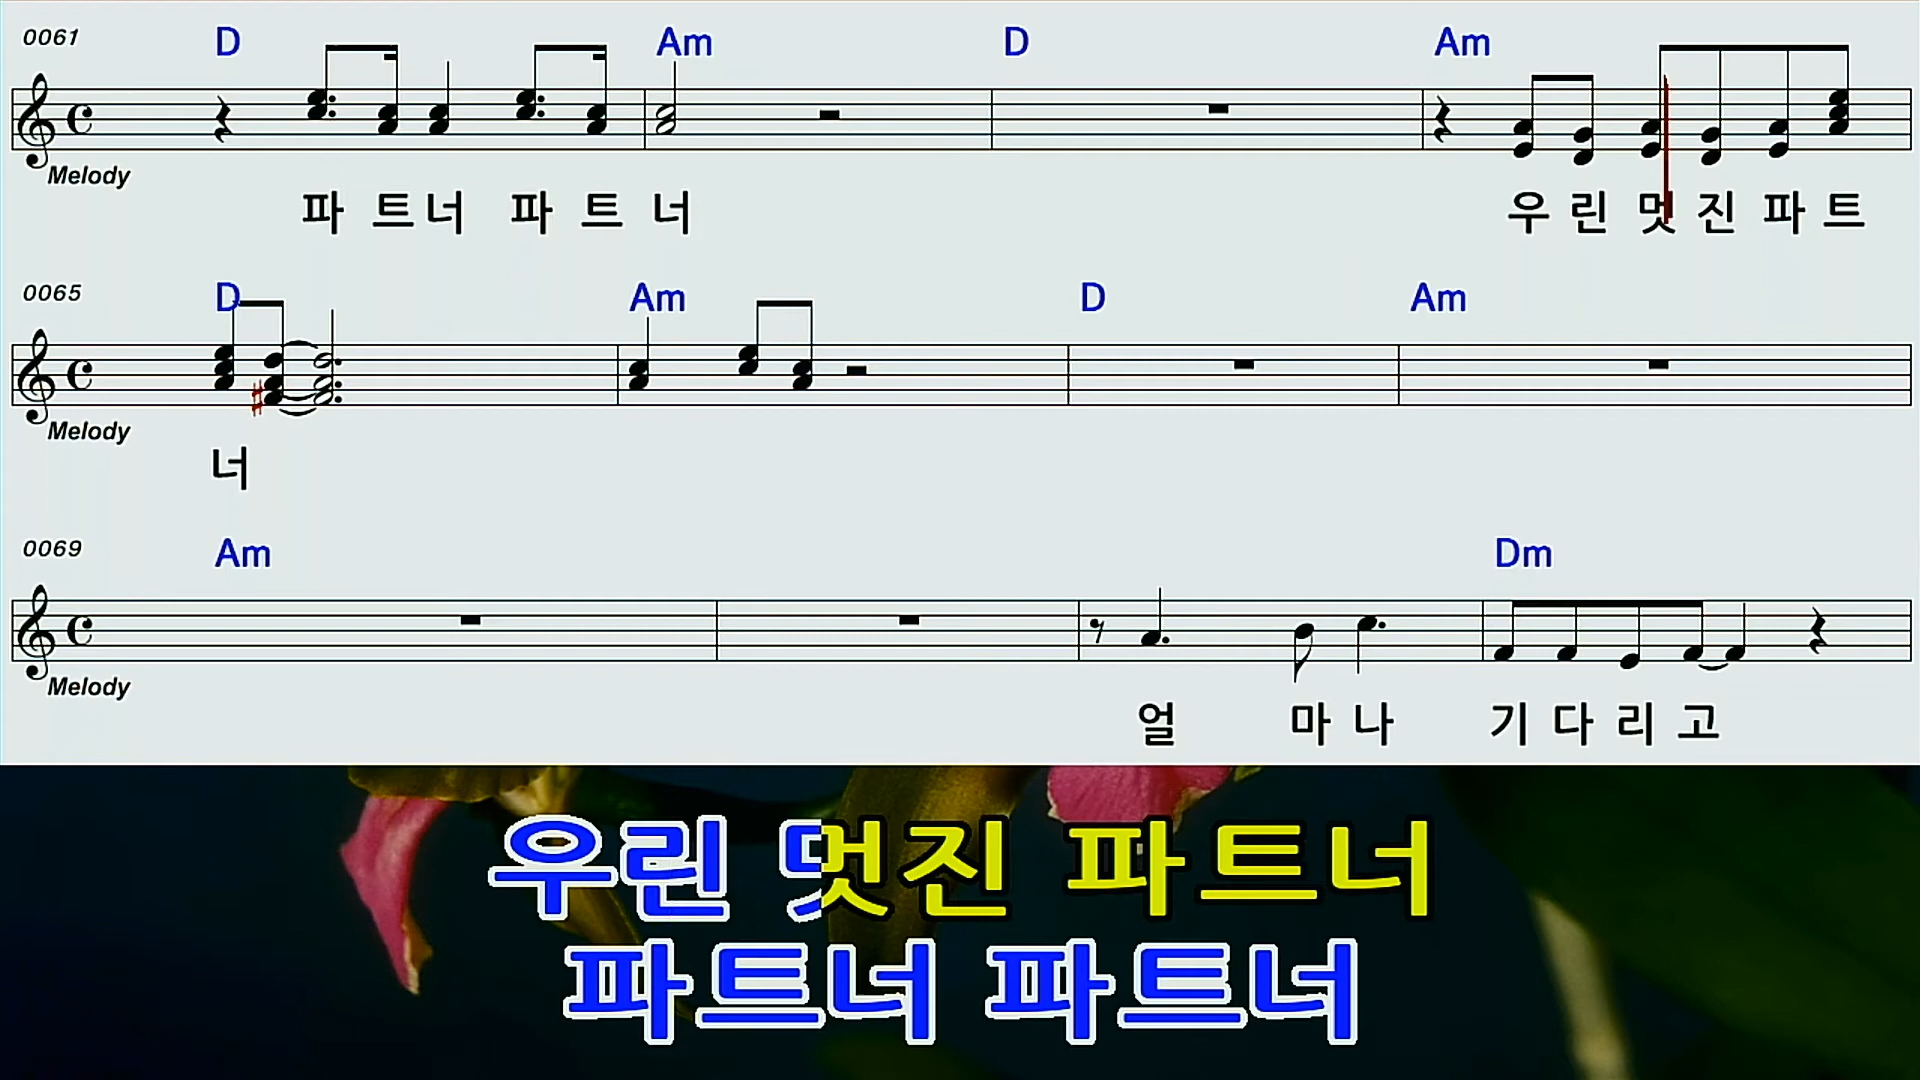 0061 D Am D Am
Melody
파트너 파트너 우린 멋진 파트
0065 D Am D Am
Melody
너
0069 Am Dm
Melody
얼 마나 기다리고
우린 멋진 파트너
파트너 파트너